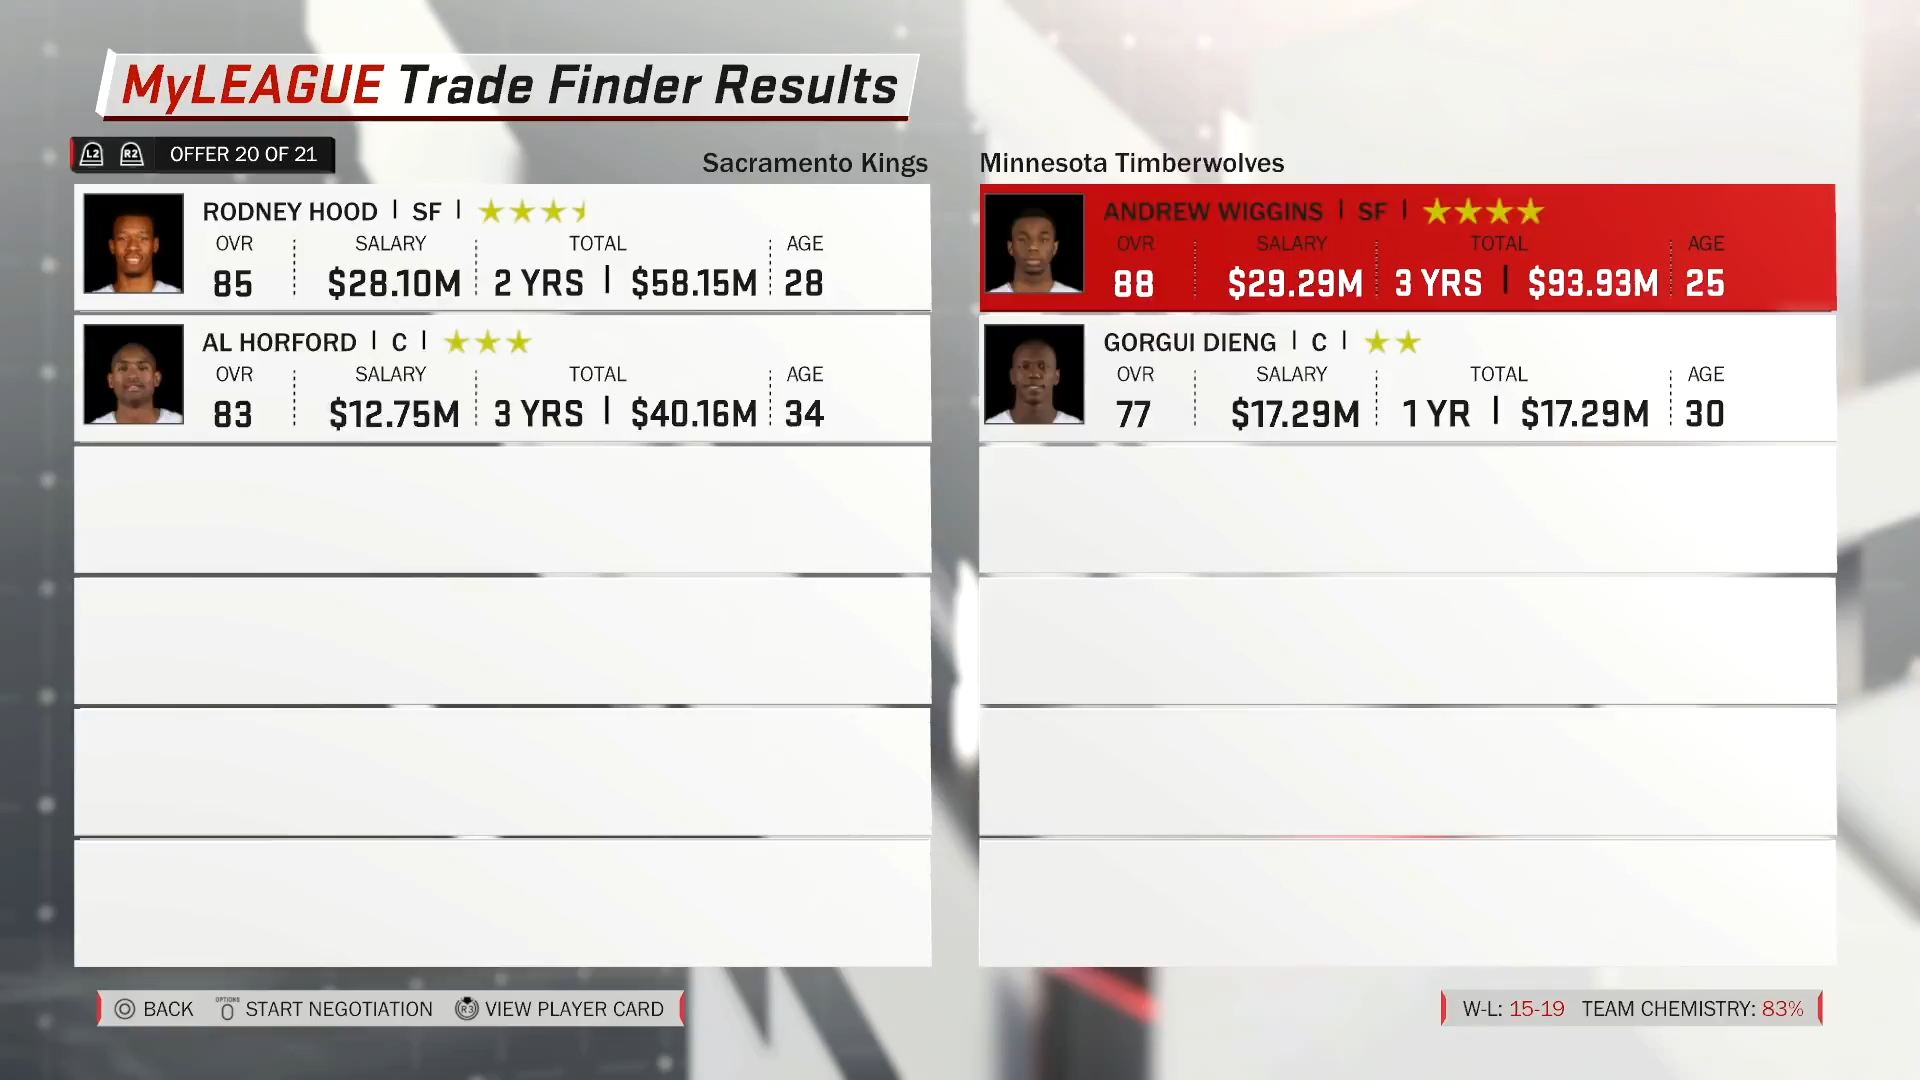 MyLEAGUE Trade Finder Results
L2 R2 OFFER 20 OF 21
Sacramento Kings
RODNEY HOOD | SF |
OVR SALARY TOTAL AGE
85 $28.10M 2 YRS | $58.15M 28
AL HORFORD | C |
OVR SALARY TOTAL AGE
83 $12.75M 3 YRS | $40.16M 34
Minnesota Timberwolves
ANDREW WIGGINS | SF |
OVR SALARY TOTAL AGE
88 $29.29M 3 YRS | $93.93M 25
GORGUI DIENG | C |
OVR SALARY TOTAL AGE
77 $17.29M 1 YR | $17.29M 30
BACK OPTIONS START NEGOTIATION R3 VIEW PLAYER CARD
W-L: 15-19 TEAM CHEMISTRY: 83%